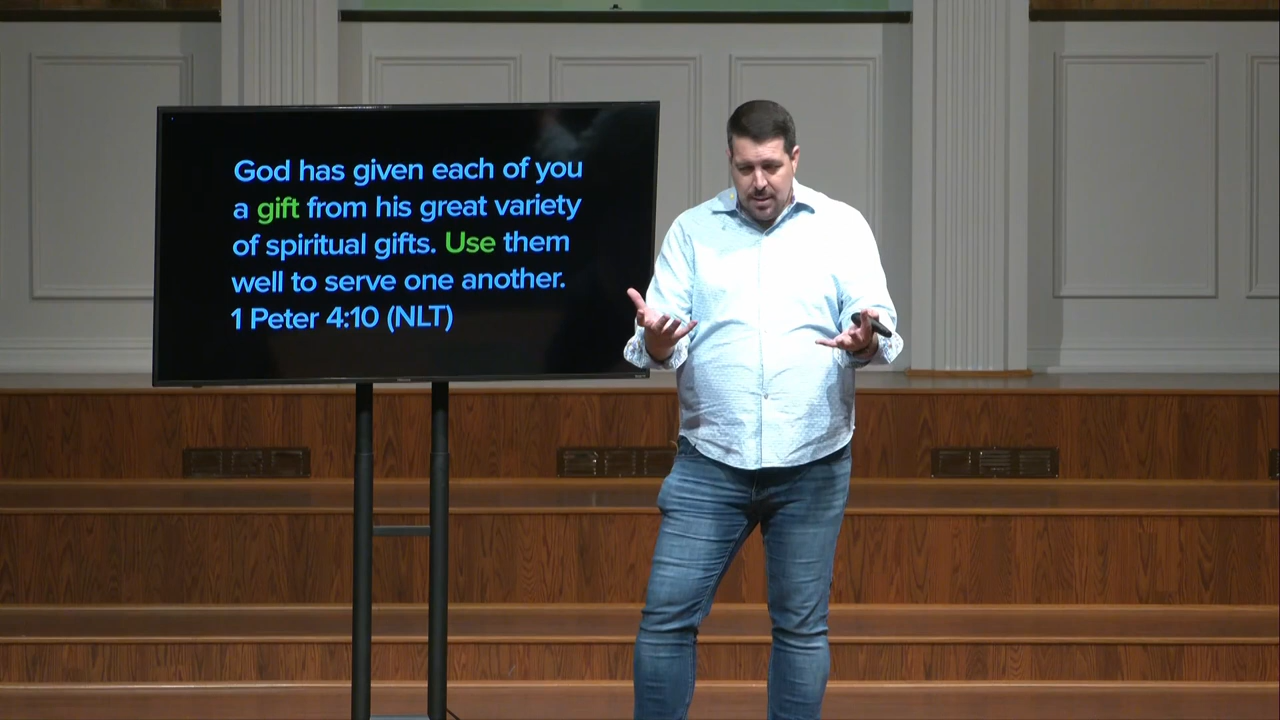 God has given each of you
a gift from his great variety
of spiritual gifts. Use them
well to serve one another.
1 Peter 4:10 (NLT)